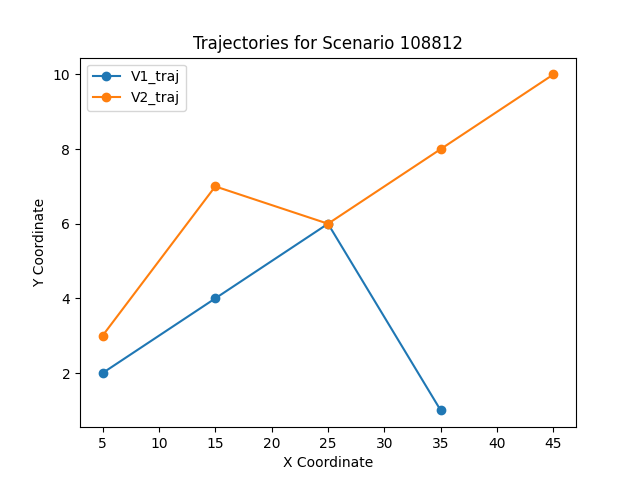 Trajectories for Scenario 108812
V1_traj
V2_traj
10
8
6
4
2
Y Coordinate
5 10 15 20 25 30 35 40 45
X Coordinate